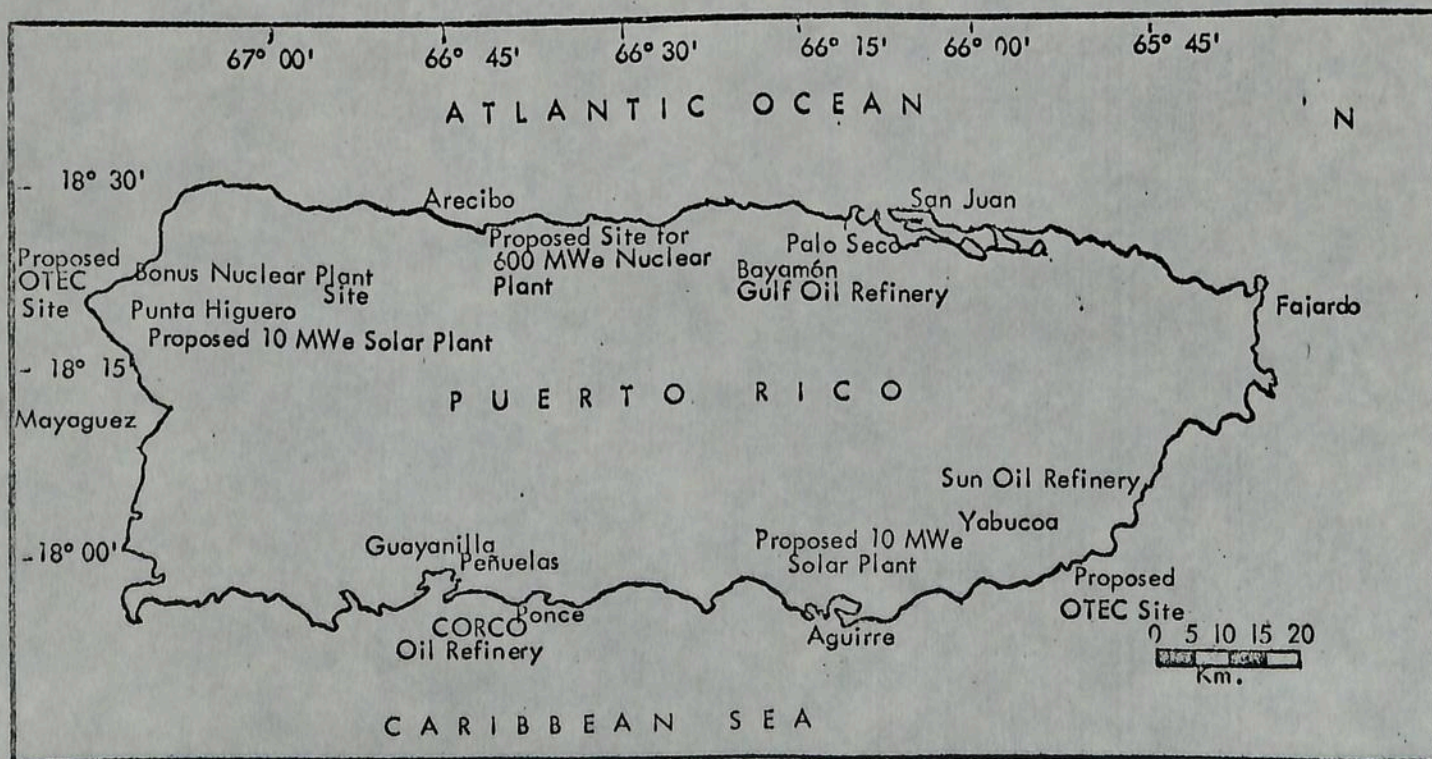 67° 00' 66° 45' 66° 30' 66° 15' 66° 00' 65° 45'
ATLANTIC OCEAN
N
18° 30'
Arecibo
San Juan
Proposed
OTEC
Site
Bonus Nuclear Plant
Site
Proposed Site for
600 MWe Nuclear
Plant
Palo Seco
Bayamón
Gulf Oil Refinery
Punta Higuero
Fajardo
Proposed 10 MWe Solar Plant
18° 15'
PUERTO RICO
Mayaguez
Sun Oil Refinery
Yabucoa
18° 00'
Guayanilla
Peñuelas
Proposed 10 MWe
Solar Plant
Proposed
OTEC Site
Ponce
CORCO
Oil Refinery
Aguirre
0 5 10 15 20
Km.
CARIBBEAN SEA